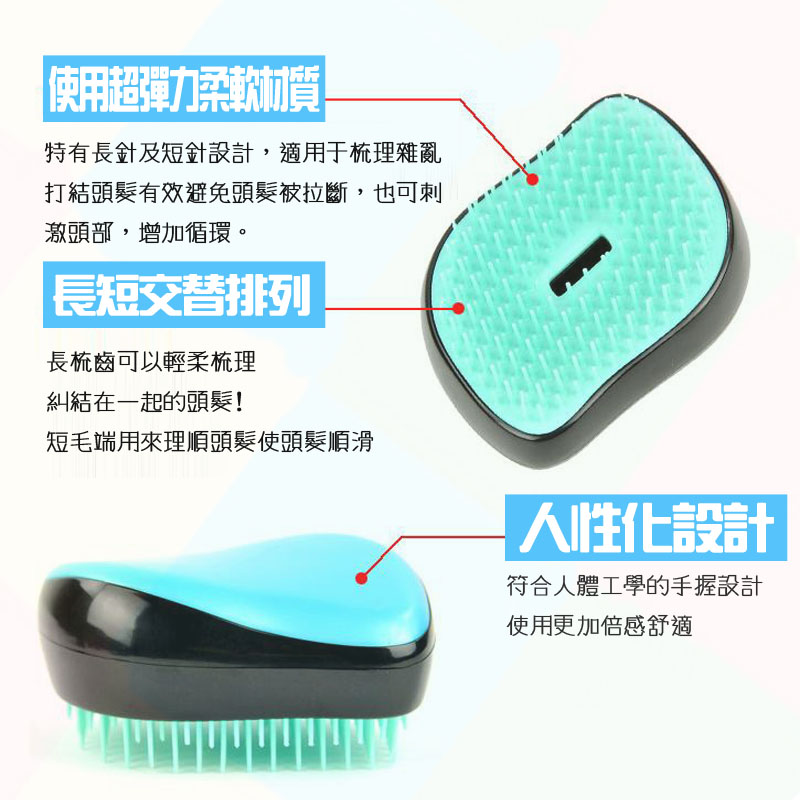 使用超彈力柔軟材質
特有長針及短針設計，適用于梳理雜亂
打結頭髮有效避免頭髮被拉斷，也可刺
激頭部，增加循環。
長短交替排列
長梳齒可以輕柔梳理
糾結在一起的頭髮！
短毛端用來理順頭髮使頭髮順滑
人性化設計
符合人體工學的手握設計
使用更加倍感舒適